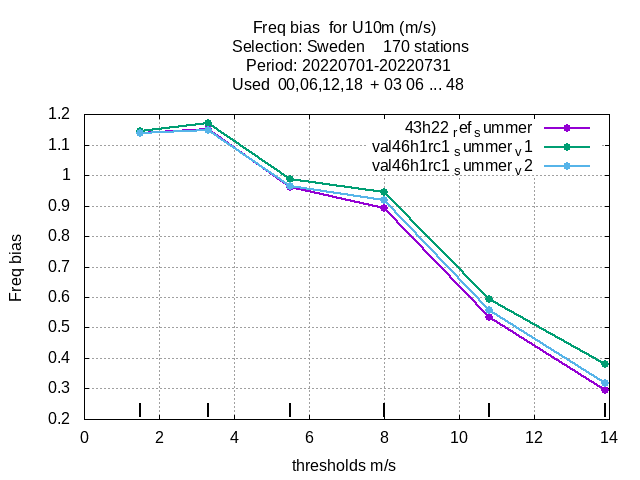 Freq bias  for U10m (m/s)
Selection: Sweden    170 stations
Period: 20220701-20220731
Used  00,06,12,18  + 03 06 ... 48
1.2
1.1
1
0.9
0.8
0.7
0.6
0.5
0.4
0.3
0.2
Freq bias
43h22 ref summer
val46h1rc1 summer v1
val46h1rc1 summer v2
0 2 4 6 8 10 12 14
thresholds m/s